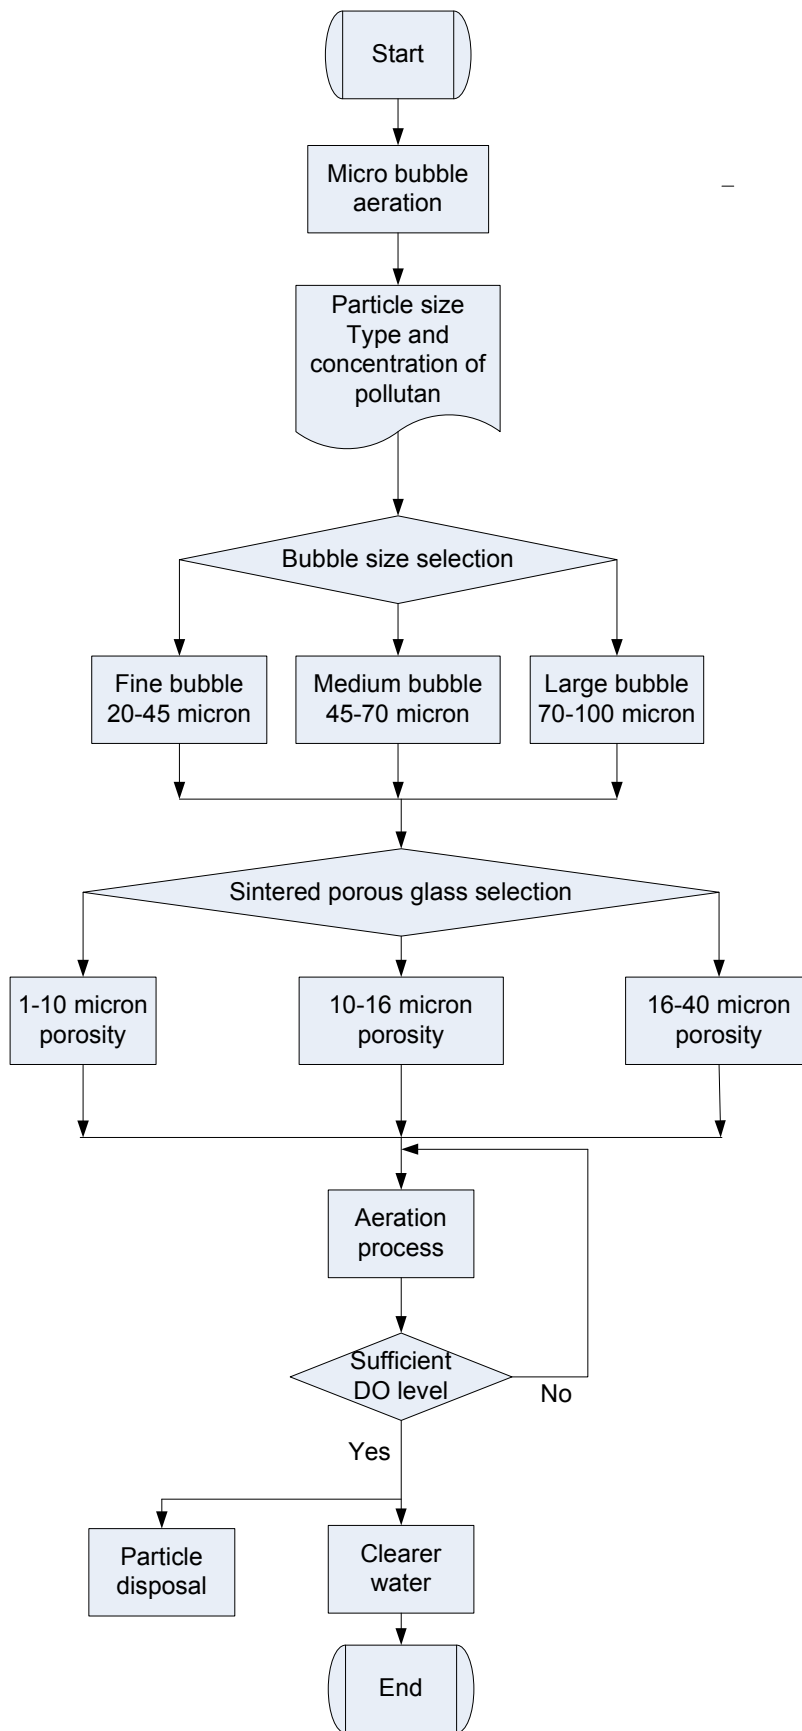 Start
Micro bubble
aeration
–
Particle size
Type and
concentration of
pollutan
Bubble size selection
Fine bubble
20-45 micron
Medium bubble
45-70 micron
Large bubble
70-100 micron
Sintered porous glass selection
1-10 micron
porosity
10-16 micron
porosity
16-40 micron
porosity
Aeration
process
Sufficient
DO level
No
Yes
Particle
disposal
Clearer
water
End